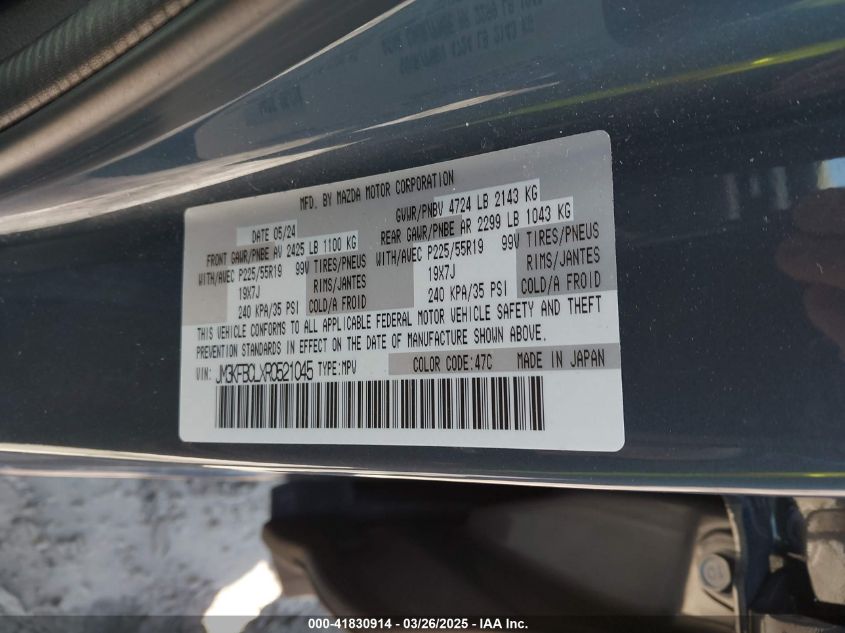 MFD. BY MAZDA MOTOR CORPORATION
DATE 05/24 GVWR/PNBV 4724 LB 2143 KG
FRONT GAWR/PNBE AV 2425 LB 1100 KG REAR GAWR/PNBE AR 2299 LB 1043 KG
WITH/AVEC P225/55R19 99V TIRES/PNEUS WITH/AVEC P225/55R19 99V TIRES/PNEUS
19X7J RIMS/JANTES 19X7J RIMS/JANTES
240 KPA/35 PSI COLD/A FROID 240 KPA/35 PSI COLD/A FROID
THIS VEHICLE CONFORMS TO ALL APPLICABLE FEDERAL MOTOR VEHICLE SAFETY AND THEFT
PREVENTION STANDARDS IN EFFECT ON THE DATE OF MANUFACTURE SHOWN ABOVE.
VIN: JM3KFBCLXR0521045 TYPE:MPV COLOR CODE:47C MADE IN JAPAN
000-41830914 - 03/26/2025 - IAA Inc.